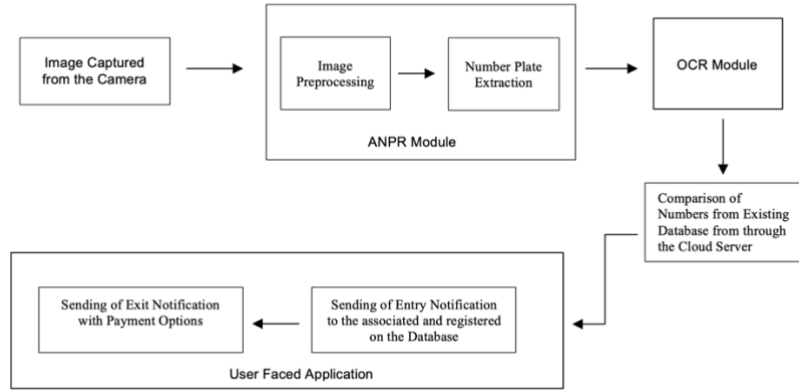 Image Captured
from the Camera
Image
Preprocessing
Number Plate
Extraction
ANPR Module
OCR Module
Comparison of
Numbers from Existing
Database from through
the Cloud Server
Sending of Entry Notification
to the associated and registered
on the Database
Sending of Exit Notification
with Payment Options
User Faced Application